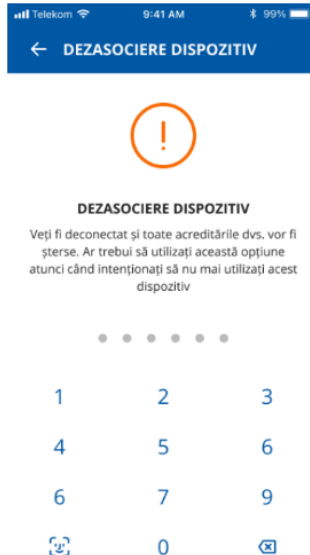 Telekom 9:41 AM 99%
DEZASOCIERE DISPOZITIV
!
DEZASOCIERE DISPOZITIV
Veți fi deconectat și toate acreditările dvs. vor fi
șterse. Ar trebui să utilizați această opțiune
atunci când intenționați să nu mai utilizați acest
dispozitiv
1 2 3
4 5 6
6 7 9
0